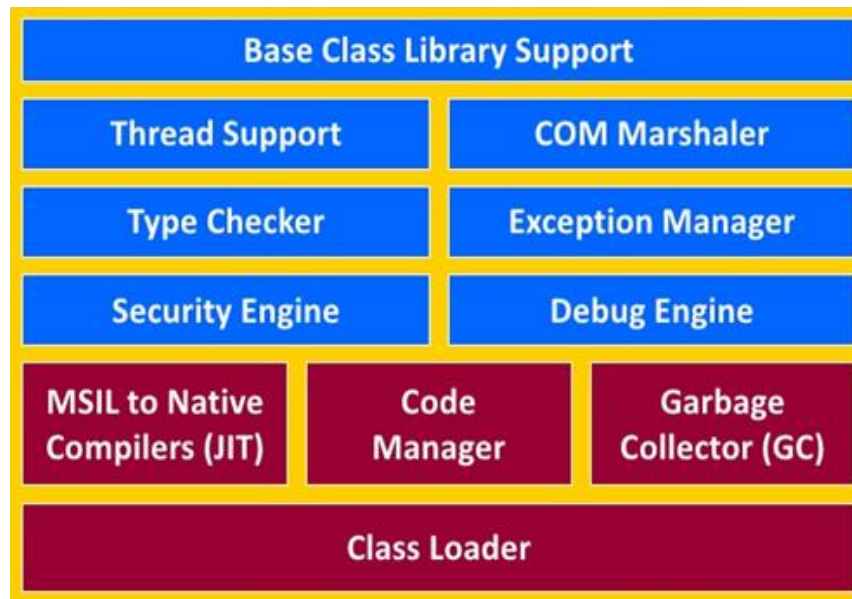 Base Class Library Support
Thread Support
COM Marshaler
Type Checker
Exception Manager
Security Engine
Debug Engine
MSIL to Native
Compilers (JIT)
Code
Manager
Garbage
Collector (GC)
Class Loader